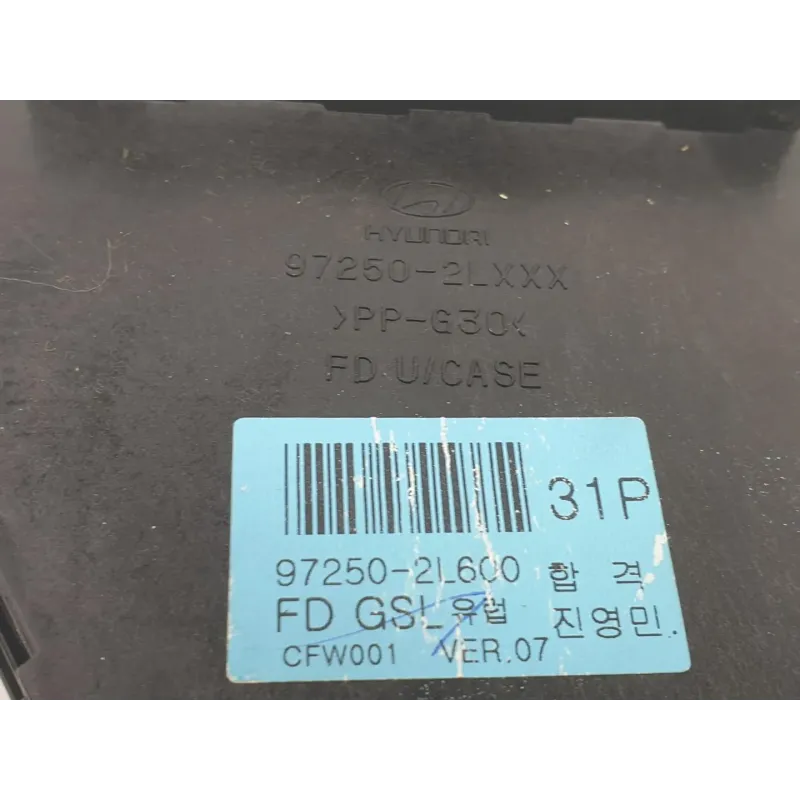 HYUNDAI
97250-2LXXX
>PP-G30<
FD U/CASE
31P
97250-2L600 합 격
FD GSL 유럽 진영민.
CFW001 VER.07